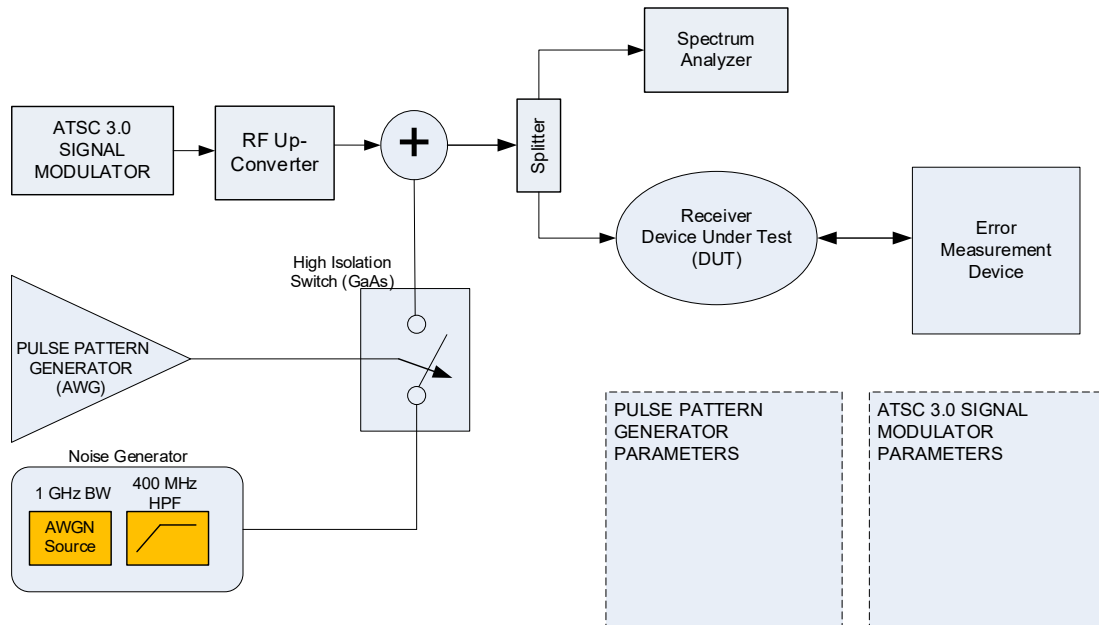 Spectrum
Analyzer
ATSC 3.0
SIGNAL
MODULATOR
RF Up-
Converter
+
Splitter
Receiver
Device Under Test
(DUT)
Error
Measurement
Device
High Isolation
Switch (GaAs)
PULSE PATTERN
GENERATOR
(AWG)
Noise Generator
1 GHz BW
400 MHz
HPF
AWGN
Source
PULSE PATTERN
GENERATOR
PARAMETERS
ATSC 3.0 SIGNAL
MODULATOR
PARAMETERS